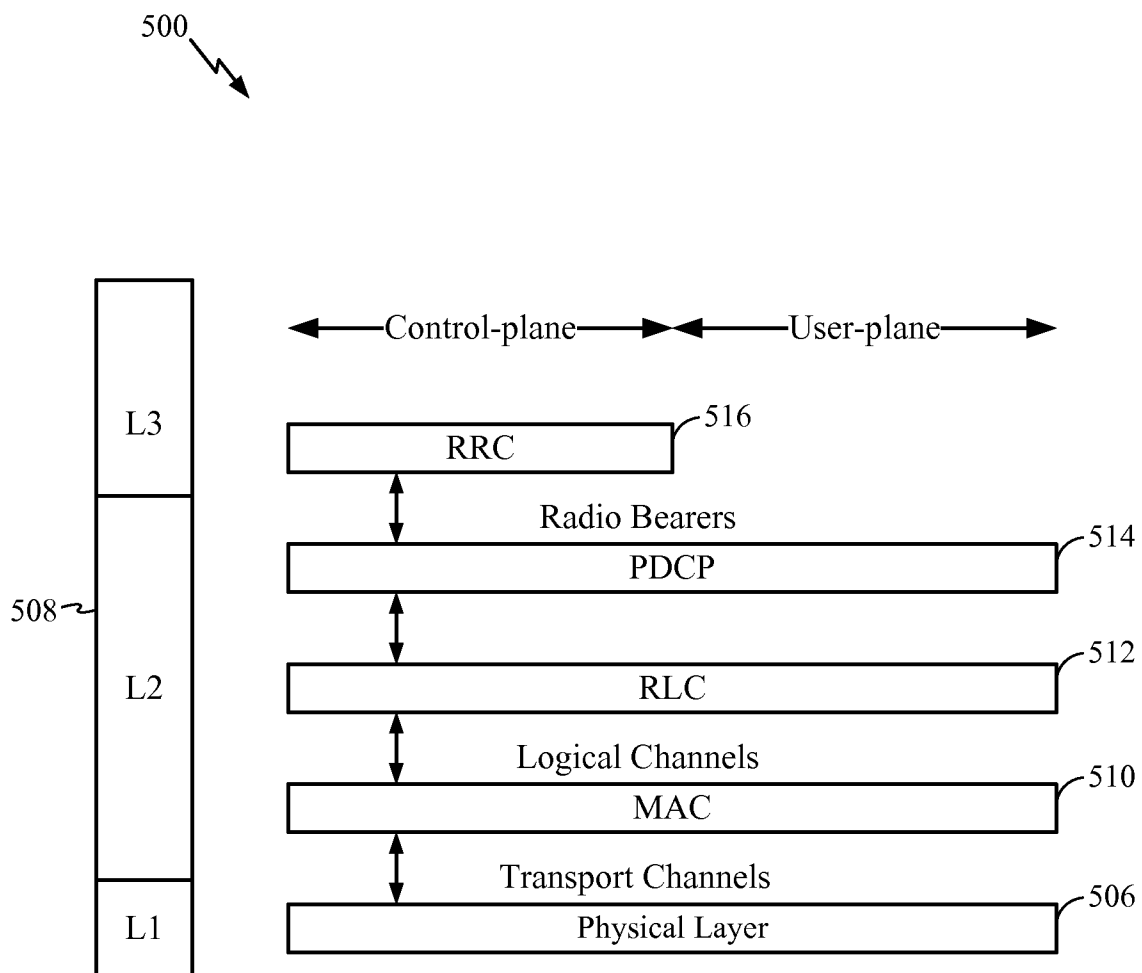 500
Control-plane
User-plane
L3
516
RRC
Radio Bearers
514
PDCP
508
512
L2
RLC
Logical Channels
510
MAC
Transport Channels
506
L1
Physical Layer